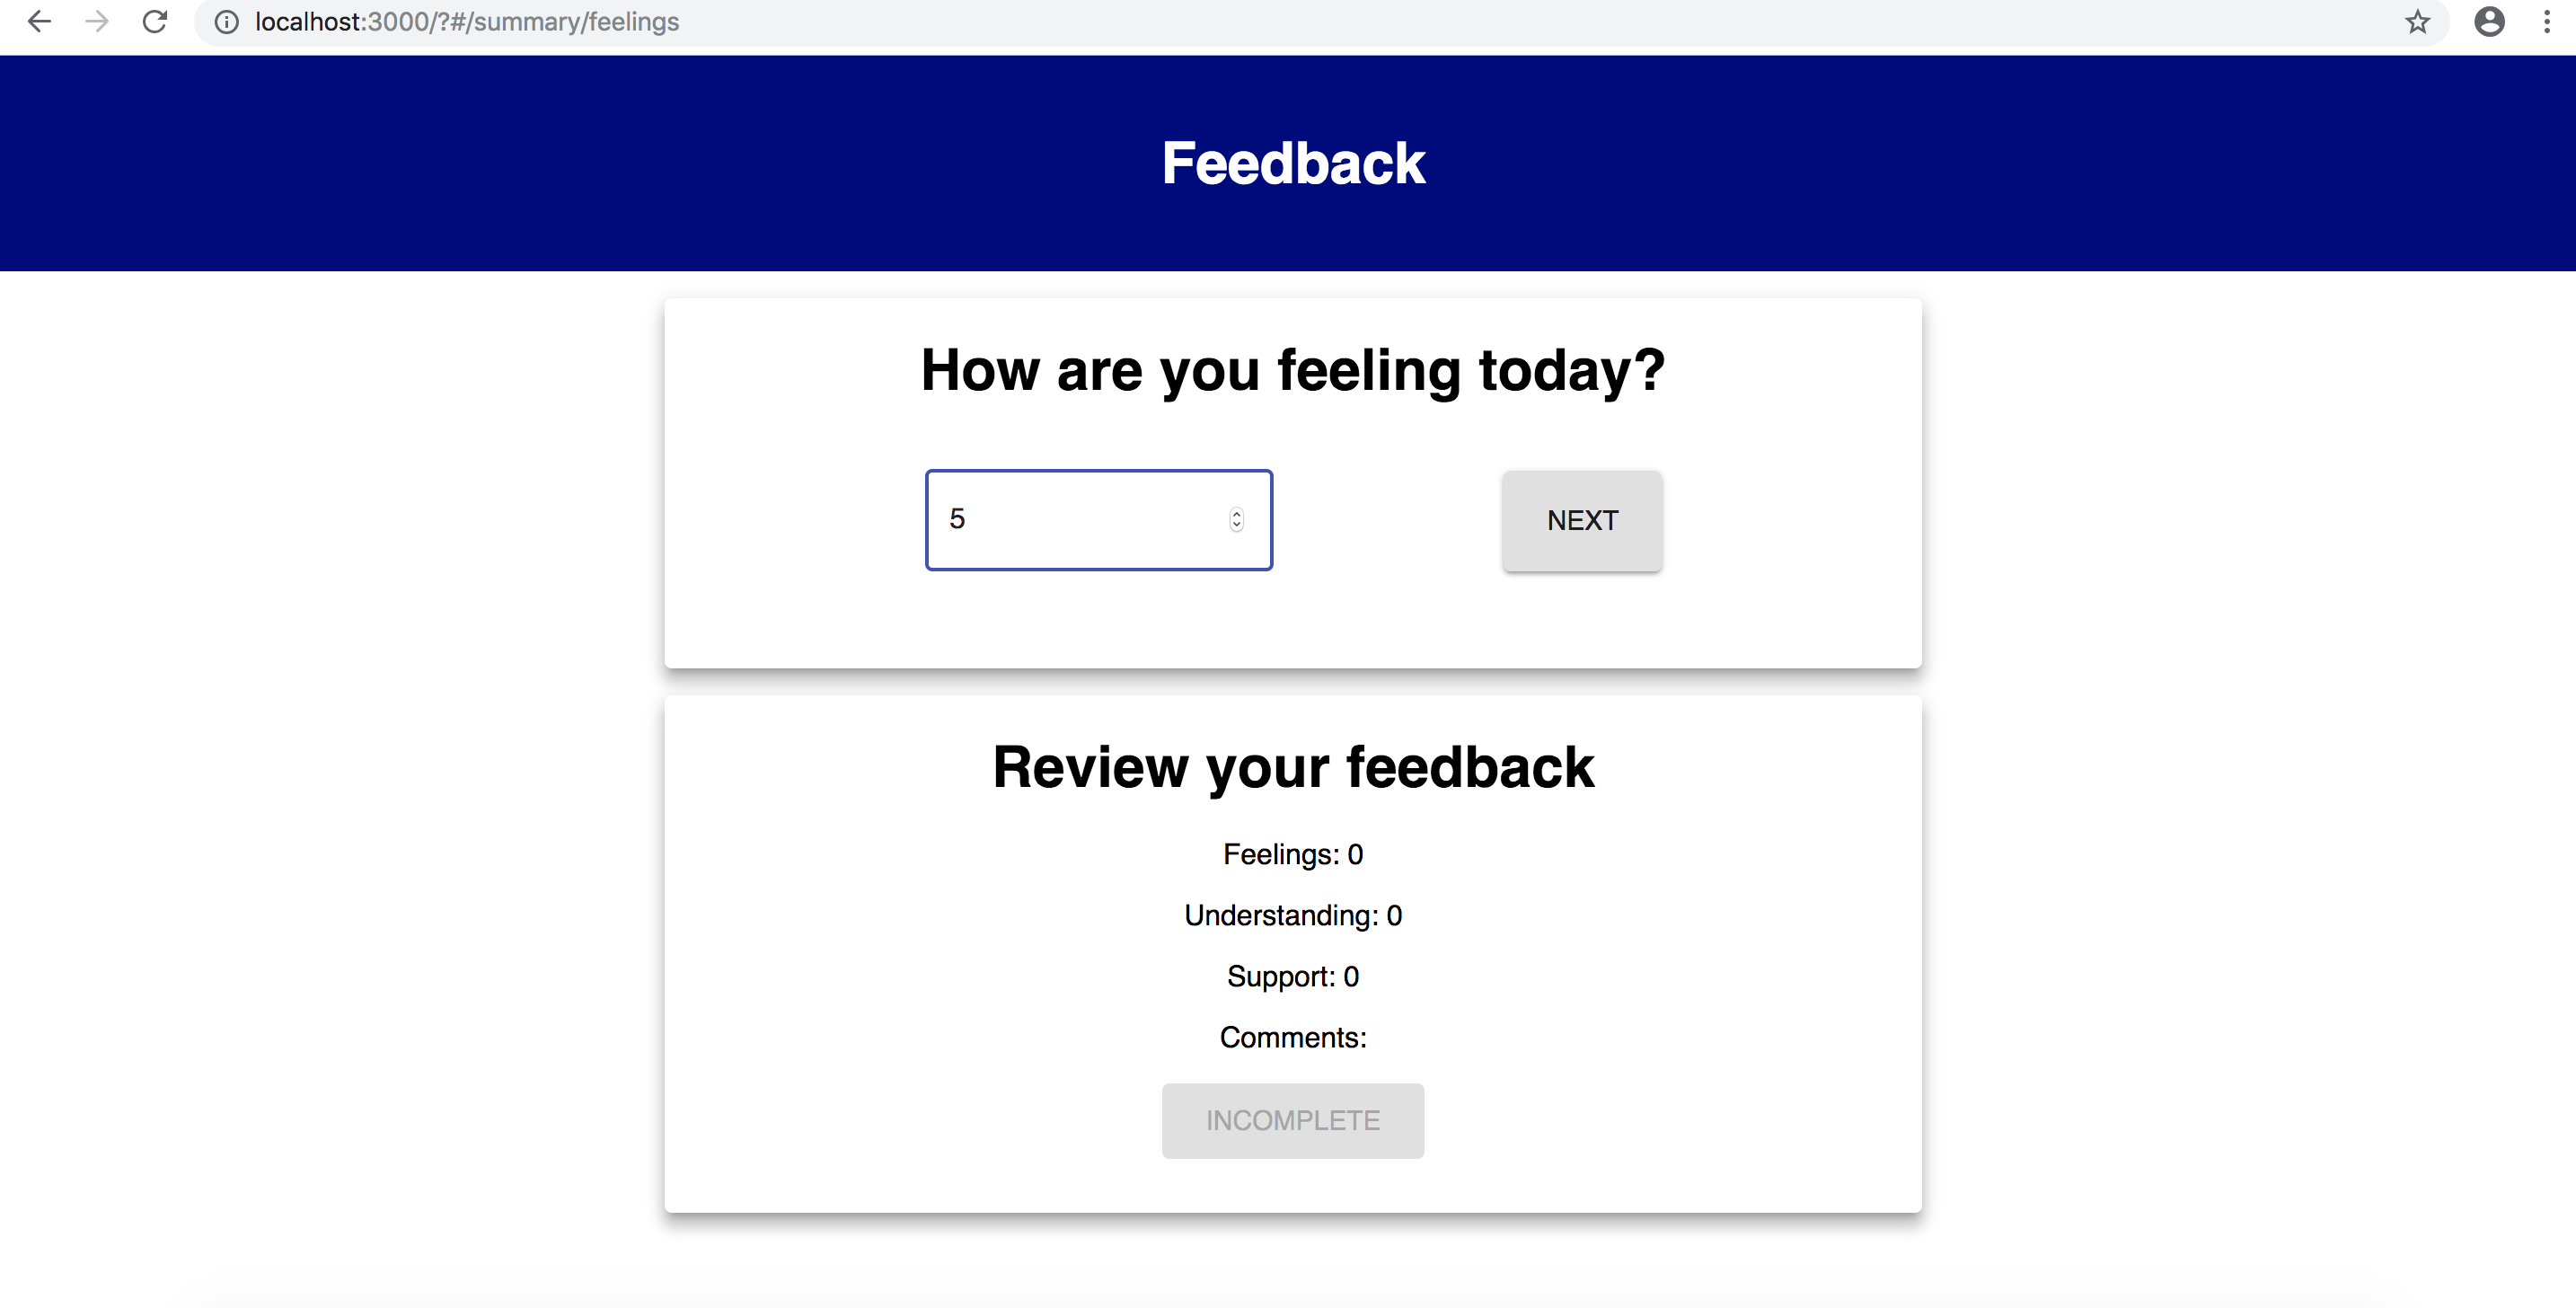 localhost:3000/?#/summary/feelings
Feedback
How are you feeling today?
5
NEXT
Review your feedback
Feelings: 0
Understanding: 0
Support: 0
Comments:
INCOMPLETE